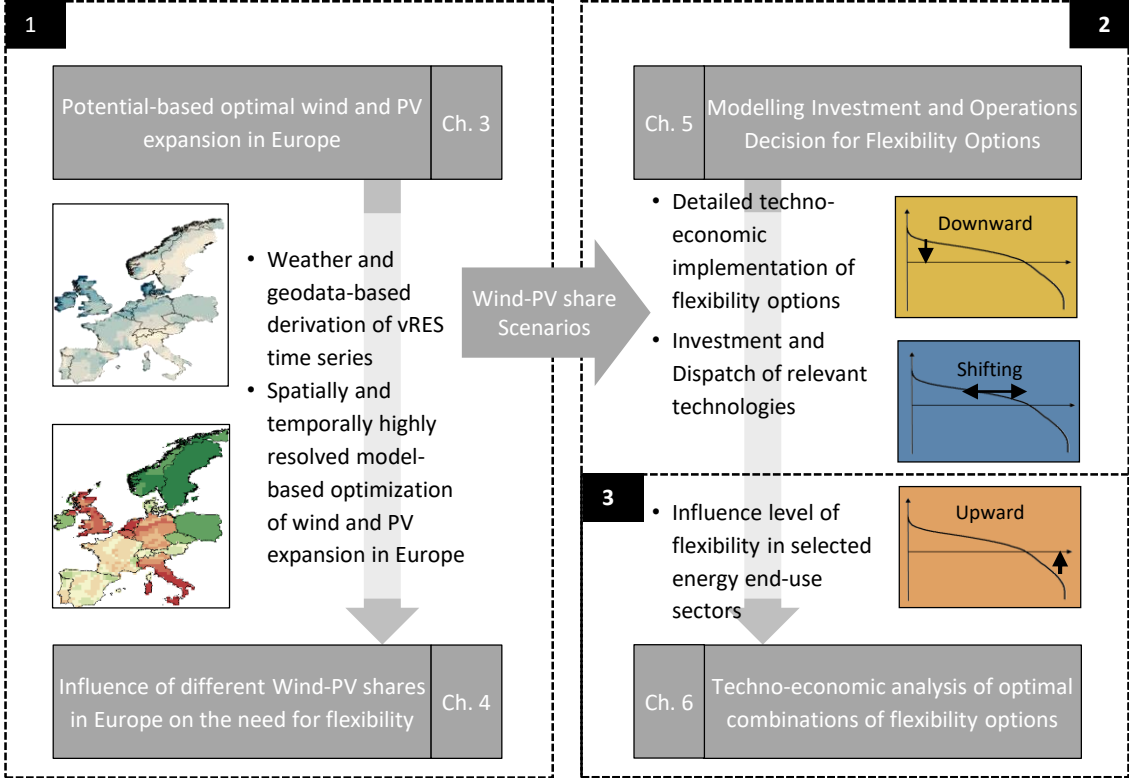 1
Potential-based optimal wind and PV
expansion in Europe
Ch. 3
• Weather and
geodata-based
derivation of vRES
time series
• Spatially and
temporally highly
resolved model-
based optimization
of wind and PV
expansion in Europe
Influence of different Wind-PV shares
in Europe on the need for flexibility
Ch. 4
Wind-PV share
Scenarios
2
Ch. 5
Modelling Investment and Operations
Decision for Flexibility Options
• Detailed techno-
economic
implementation of
flexibility options
• Investment and
Dispatch of relevant
technologies
Downward
Shifting
3
• Influence level of
flexibility in selected
energy end-use
sectors
Upward
Ch. 6
Techno-economic analysis of optimal
combinations of flexibility options